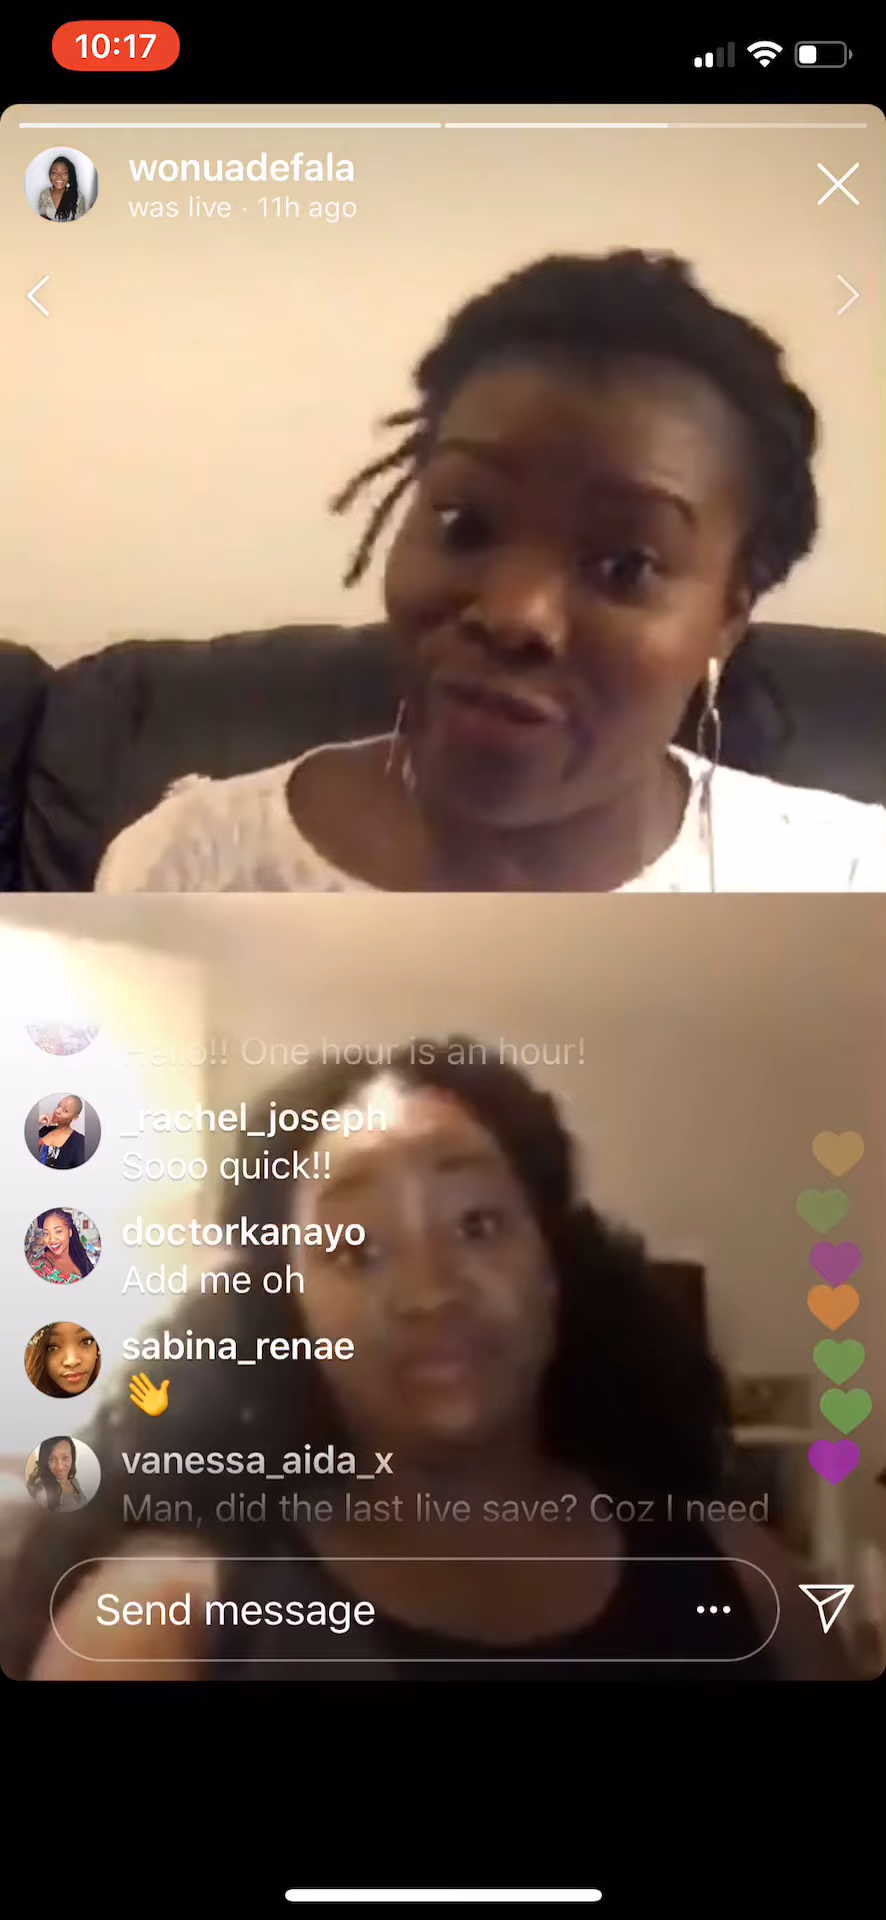 10:17
wonuadefala
was live · 11h ago
Hello!! One hour is an hour!
_rachel_joseph
Sooo quick!!
doctorkanayo
Add me oh
sabina_renae
vanessa_aida_x
Man, did the last live save? Coz I need
Send message